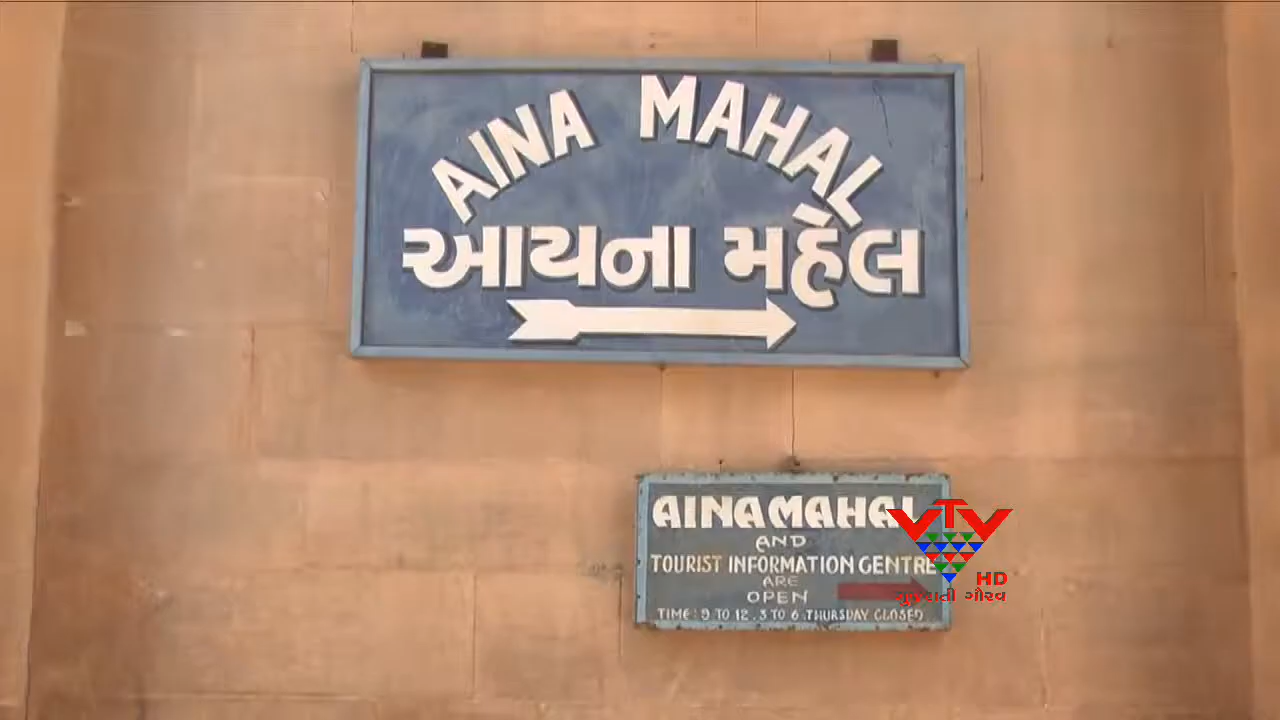 AINA MAHAL
આયના મહેલ
AINA MAHAL
AND
TOURIST INFORMATION CENTRE
ARE
OPEN
TIME: 9 TO 12. 3 TO 6 THURSDAY CLOSED
VTV
HD
ગુજરાતી ગૌરવ